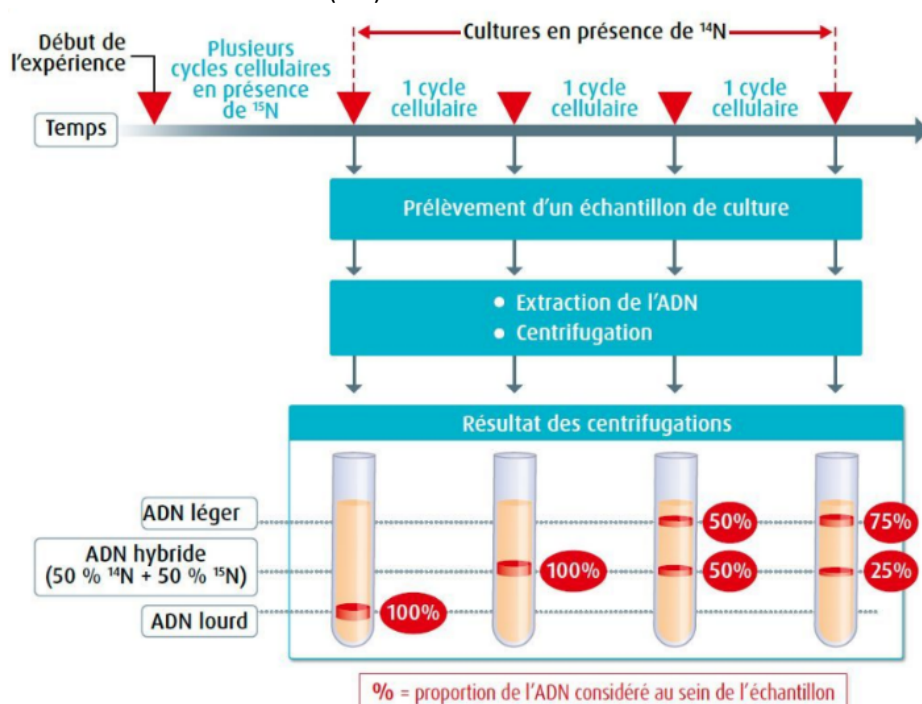 Cultures en présence de ¹⁴N
Début de
l'expérience
Plusieurs
cycles cellulaires
en présence
de ¹⁵N
1 cycle
cellulaire
1 cycle
cellulaire
1 cycle
cellulaire
Temps
Prélèvement d'un échantillon de culture
• Extraction de l'ADN
• Centrifugation
Résultat des centrifugations
ADN léger
50%
75%
ADN hybride
(50 % ¹⁴N + 50 % ¹⁵N)
100%
50%
25%
ADN lourd
100%
% = proportion de l'ADN considéré au sein de l'échantillon